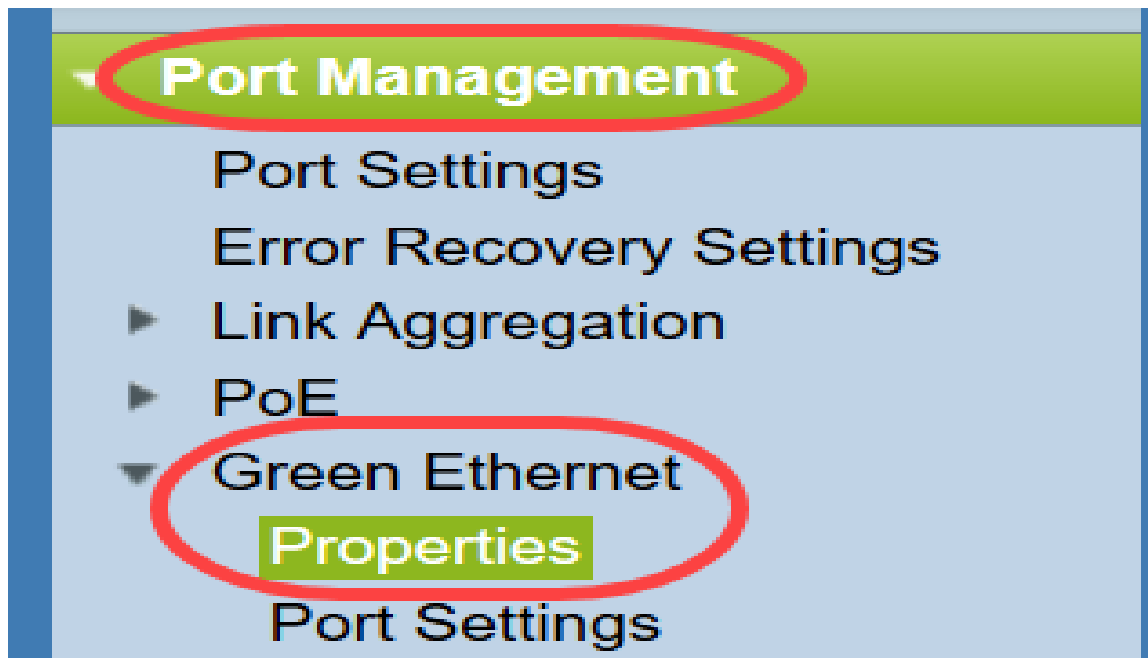 Port Management
Port Settings
Error Recovery Settings
Link Aggregation
PoE
Green Ethernet
Properties
Port Settings